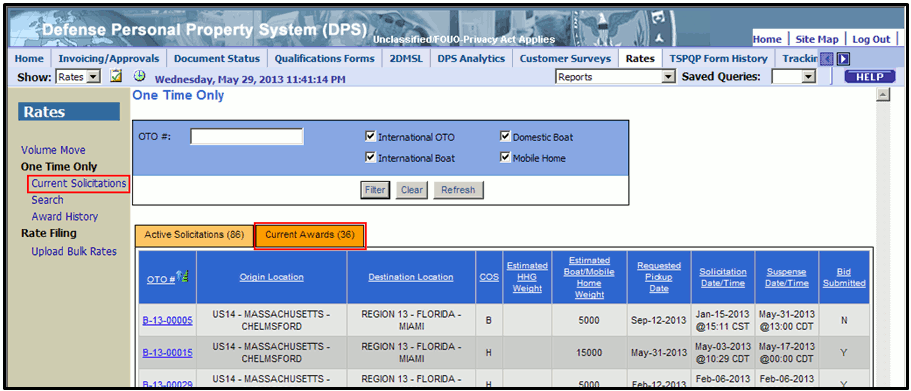 Defense Personal Property System (DPS)
Unclassified/FOUO-Privacy Act Applies
Home | Site Map | Log Out |
Home Invoicing/Approvals Document Status Qualifications Forms 2DMSL DPS Analytics Customer Surveys Rates TSPQP Form History Trackin
Show: Rates Wednesday, May 29, 2013 11:41:14 PM Reports Saved Queries: HELP
Rates
Volume Move
One Time Only
Current Solicitations
Search
Award History
Rate Filing
Upload Bulk Rates
One Time Only
OTO #: International OTO Domestic Boat
International Boat Mobile Home
Filter Clear Refresh
Active Solicitations (86) Current Awards (36)
OTO # Origin Location Destination Location COS Estimated HHG Weight Estimated Boat/Mobile Home Weight Requested Pickup Date Solicitation Date/Time Suspense Date/Time Bid Submitted
B-13-00005 US14 - MASSACHUSETTS - CHELMSFORD REGION 13 - FLORIDA - MIAMI B 5000 Sep-12-2013 Jan-15-2013 @15:11 CST May-31-2013 @13:00 CDT N
B-13-00015 US14 - MASSACHUSETTS - CHELMSFORD REGION 13 - FLORIDA - MIAMI H 15000 May-31-2013 May-03-2013 @10:29 CDT May-17-2013 @00:00 CDT Y
B-13-00029 US14 - MASSACHUSETTS - REGION 13 - FLORIDA - H 5000 Feb-12-2013 Feb-06-2013 Feb-06-2013 Y